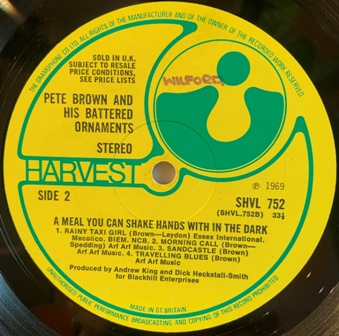 THE GRAMOPHONE CO. LTD. ALL RIGHTS OF THE MANUFACTURER AND OF THE OWNER OF THE RECORDED WORK RESERVED
SOLD IN U.K.
SUBJECT TO RESALE
PRICE CONDITIONS,
SEE PRICE LISTS
WILFORD.
PETE BROWN AND
HIS BATTERED
ORNAMENTS
STEREO
HARVEST
SIDE 2
℗ 1969
SHVL 752
(SHVL.752B) 33⅓
A MEAL YOU CAN SHAKE HANDS WITH IN THE DARK
1. RAINY TAXI GIRL (Brown—Laydon) Essex International.
Mecolico, BIEM, NCB. 2. MORNING CALL (Brown—
Spedding) Arf Art Music. 3. SANDCASTLE (Brown)
Arf Art Music. 4. TRAVELLING BLUES (Brown)
Arf Art Music
Produced by Andrew King and Dick Heckstall-Smith
for Blackhill Enterprises
MADE IN GT BRITAIN
UNAUTHORISED PUBLIC PERFORMANCE BROADCASTING AND COPYING OF THIS RECORD PROHIBITED